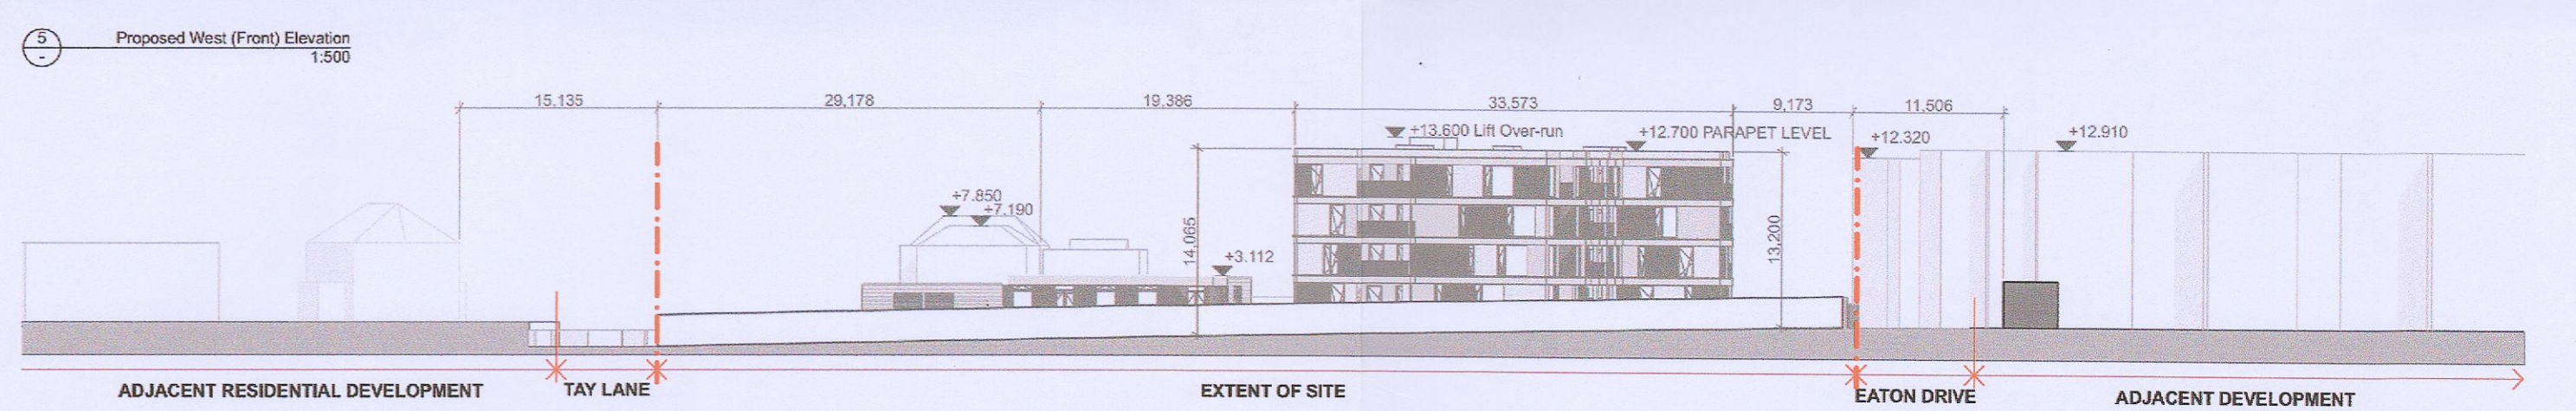 5
-
Proposed West (Front) Elevation
1:500
15.135
29,178
19,386
33,573
9,173
11,506
+13.600 Lift Over-run
+12.700 PARAPET LEVEL
+12.320
+12.910
+7.850
+7.190
+3.112
14,065
13,200
ADJACENT RESIDENTIAL DEVELOPMENT
TAY LANE
EXTENT OF SITE
EATON DRIVE
ADJACENT DEVELOPMENT